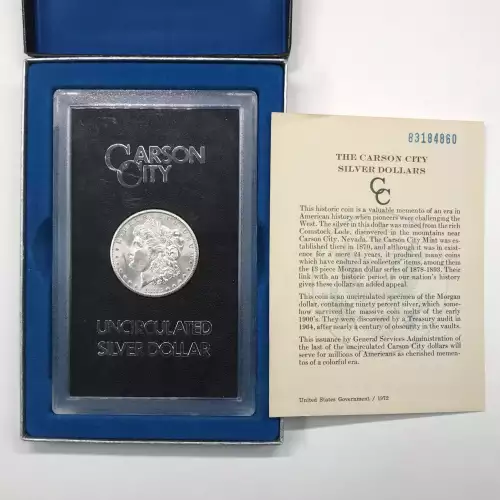 CARSON
CITY
UNCIRCULATED
SILVER DOLLAR
83184860
THE CARSON CITY
SILVER DOLLARS
CC
This historic coin is a valuable memento of an era in
American history when pioneers were challenging the
West. The silver in this dollar was mined from the rich
Comstock Lode, discovered in the mountains near
Carson City, Nevada. The Carson City Mint was es-
tablished there in 1870, and although it was in exist-
ence for a mere 24 years, it produced many coins
which have endured as collectors' items, among them
the 13 piece Morgan dollar series of 1878-1893. Their
link with an historic period in our nation's history
gives these dollars an added appeal.
This coin is an uncirculated specimen of the Morgan
dollar, containing ninety percent silver, which some-
how survived the massive coin melts of the early
1900's. They were discovered by a Treasury audit in
1964, after nearly a century of obscurity in the vaults.
This issuance by General Services Administration of
the last of the uncirculated Carson City dollars will
serve for millions of Americans as cherished memen-
tos of a colorful era.
United States Government / 1972